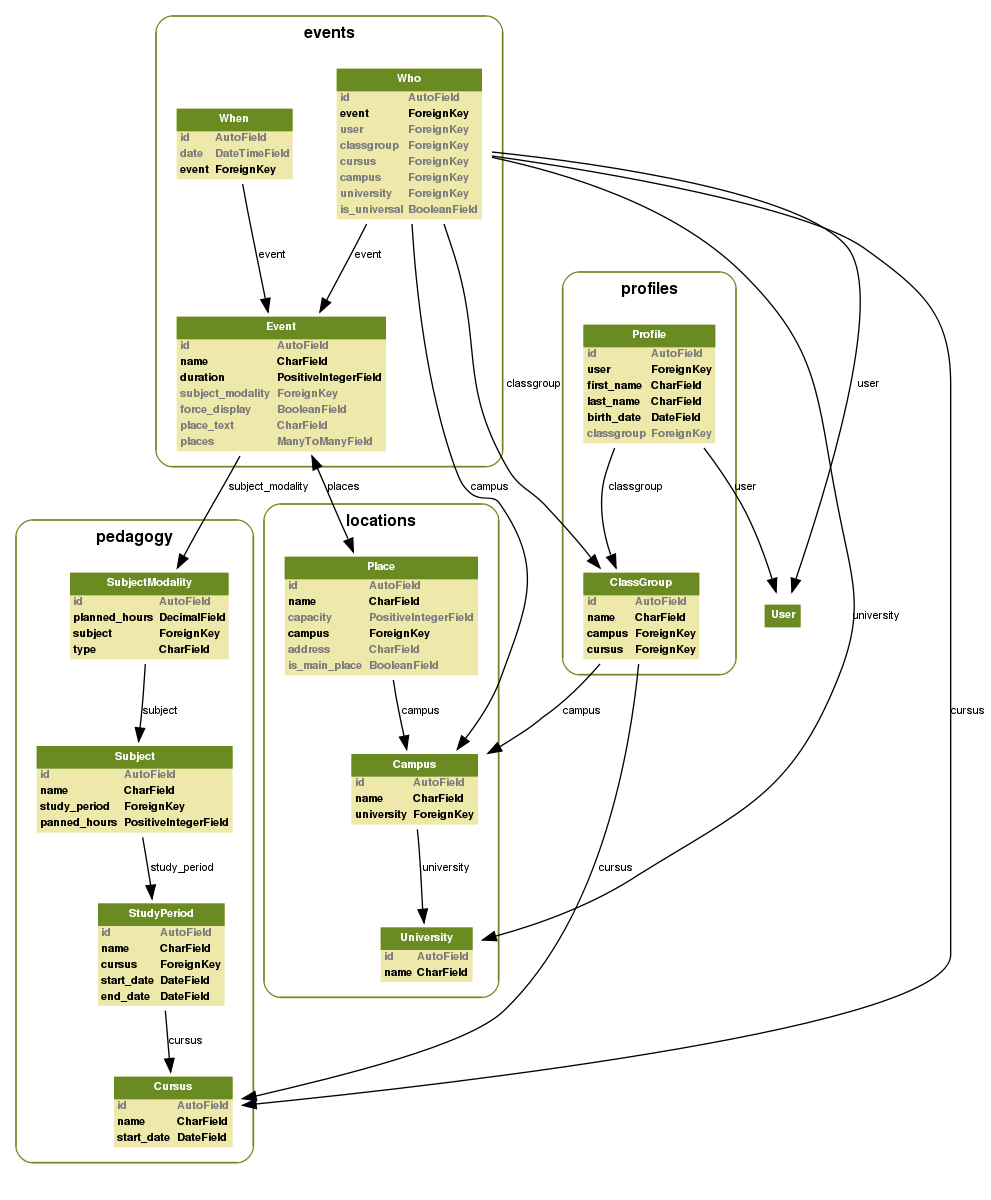 events
Who
id AutoField
event ForeignKey
user ForeignKey
classgroup ForeignKey
cursus ForeignKey
campus ForeignKey
university ForeignKey
is_universal BooleanField
When
id AutoField
date DateTimeField
event ForeignKey
event
event
Event
id AutoField
name CharField
duration PositiveIntegerField
subject_modality ForeignKey
force_display BooleanField
place_text CharField
places ManyToManyField
profiles
Profile
id AutoField
user ForeignKey
first_name CharField
last_name CharField
birth_date DateField
classgroup ForeignKey
classgroup
user
subject_modality
places
campus
classgroup
user
pedagogy
SubjectModality
id AutoField
planned_hours DecimalField
subject ForeignKey
type CharField
locations
Place
id AutoField
name CharField
capacity PositiveIntegerField
campus ForeignKey
address CharField
is_main_place BooleanField
ClassGroup
id AutoField
name CharField
campus ForeignKey
cursus ForeignKey
User
university
subject
campus
campus
cursus
Subject
id AutoField
name CharField
study_period ForeignKey
panned_hours PositiveIntegerField
Campus
id AutoField
name CharField
university ForeignKey
study_period
university
cursus
StudyPeriod
id AutoField
name CharField
cursus ForeignKey
start_date DateField
end_date DateField
University
id AutoField
name CharField
cursus
Cursus
id AutoField
name CharField
start_date DateField